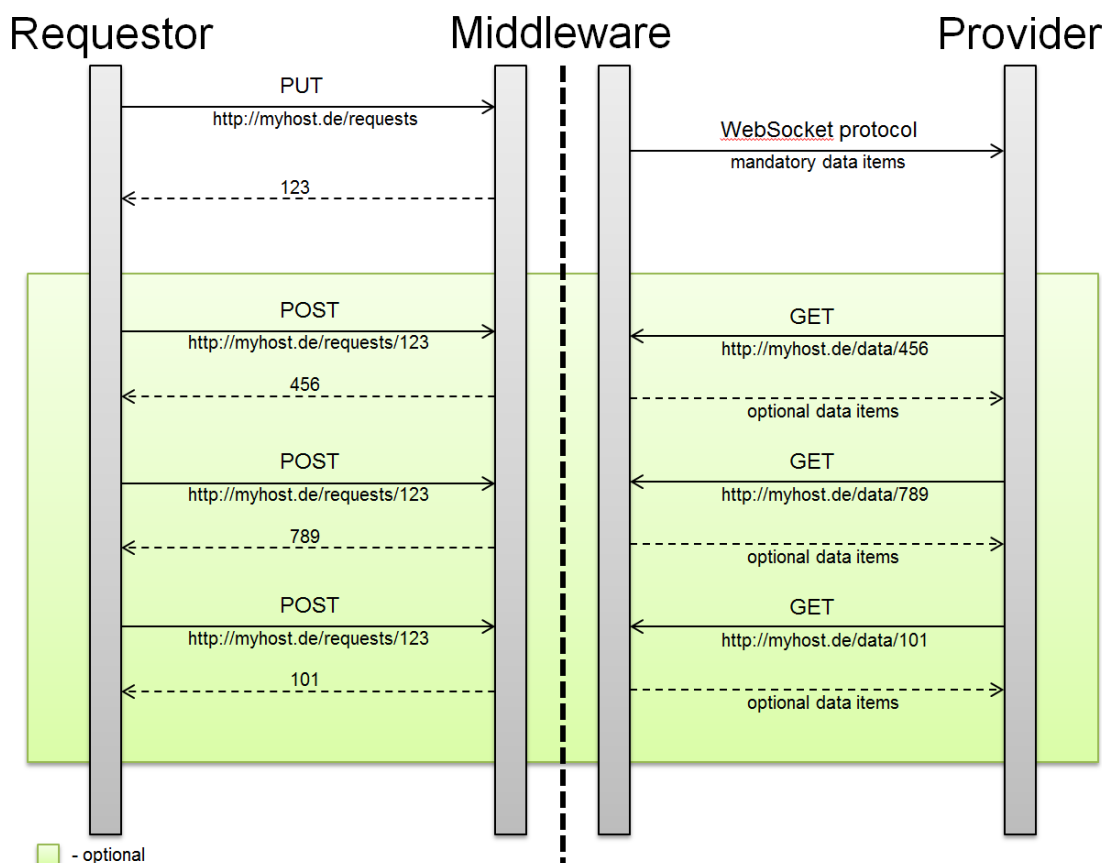 Requestor
Middleware
Provider
PUT
http://myhost.de/requests
WebSocket protocol
mandatory data items
123
POST
http://myhost.de/requests/123
GET
http://myhost.de/data/456
456
optional data items
POST
http://myhost.de/requests/123
GET
http://myhost.de/data/789
789
optional data items
POST
http://myhost.de/requests/123
GET
http://myhost.de/data/101
101
optional data items
- optional